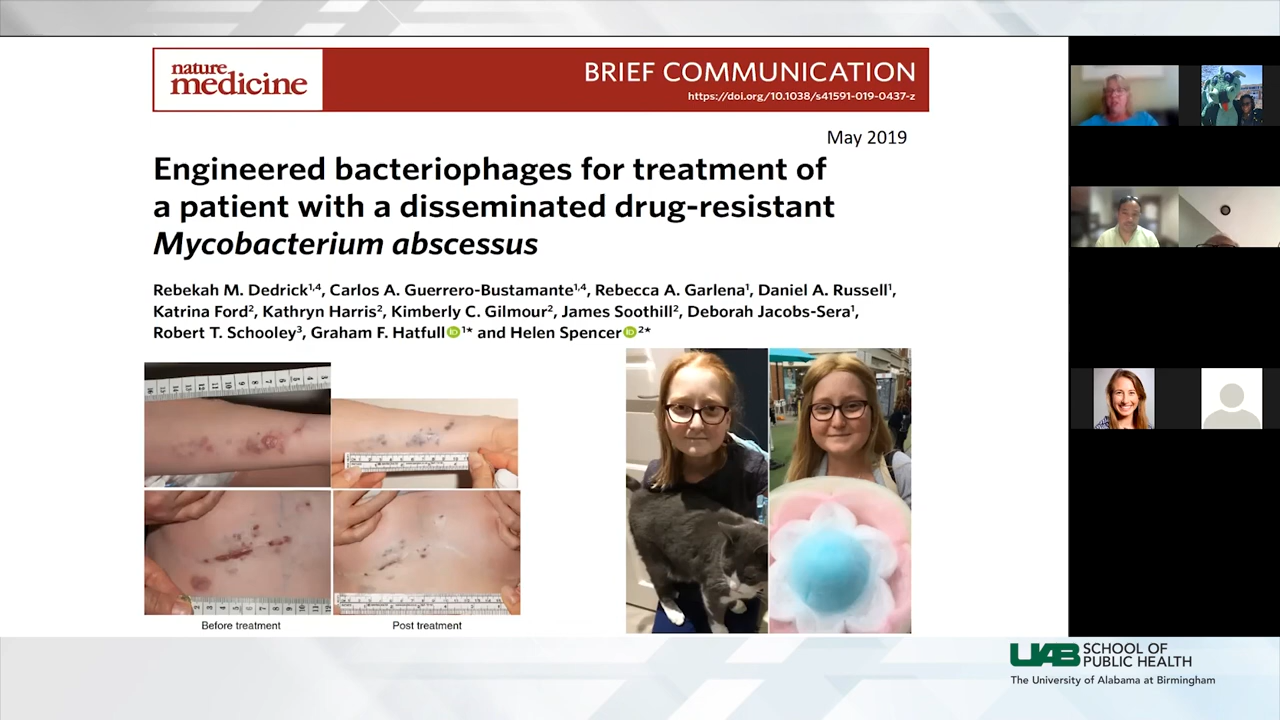 nature
medicine
BRIEF COMMUNICATION
https://doi.org/10.1038/s41591-019-0437-z
May 2019
Engineered bacteriophages for treatment of
a patient with a disseminated drug-resistant
Mycobacterium abscessus
Rebekah M. Dedrick¹,⁴, Carlos A. Guerrero-Bustamante¹,⁴, Rebecca A. Garlena¹, Daniel A. Russell¹,
Katrina Ford², Kathryn Harris², Kimberly C. Gilmour², James Soothill², Deborah Jacobs-Sera¹,
Robert T. Schooley³, Graham F. Hatfull iD ¹* and Helen Spencer iD ²*
Before treatment
Post treatment
UAB SCHOOL OF
PUBLIC HEALTH
The University of Alabama at Birmingham